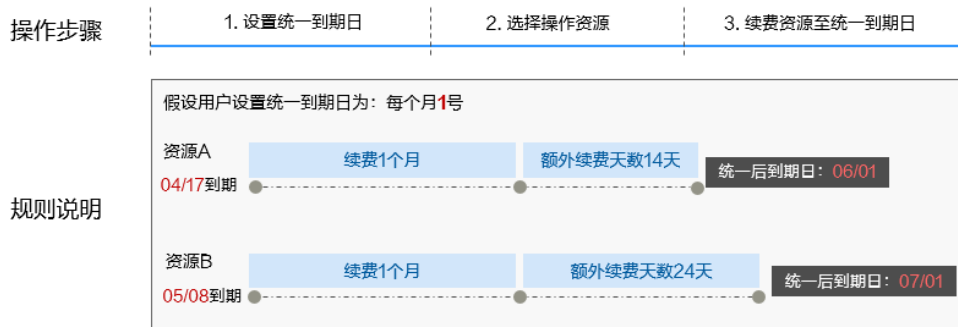 操作步骤
1. 设置统一到期日
2. 选择操作资源
3. 续费资源至统一到期日
规则说明
假设用户设置统一到期日为：每个月1号
资源A
04/17到期
续费1个月
额外续费天数14天
统一后到期日：06/01
资源B
05/08到期
续费1个月
额外续费天数24天
统一后到期日：07/01